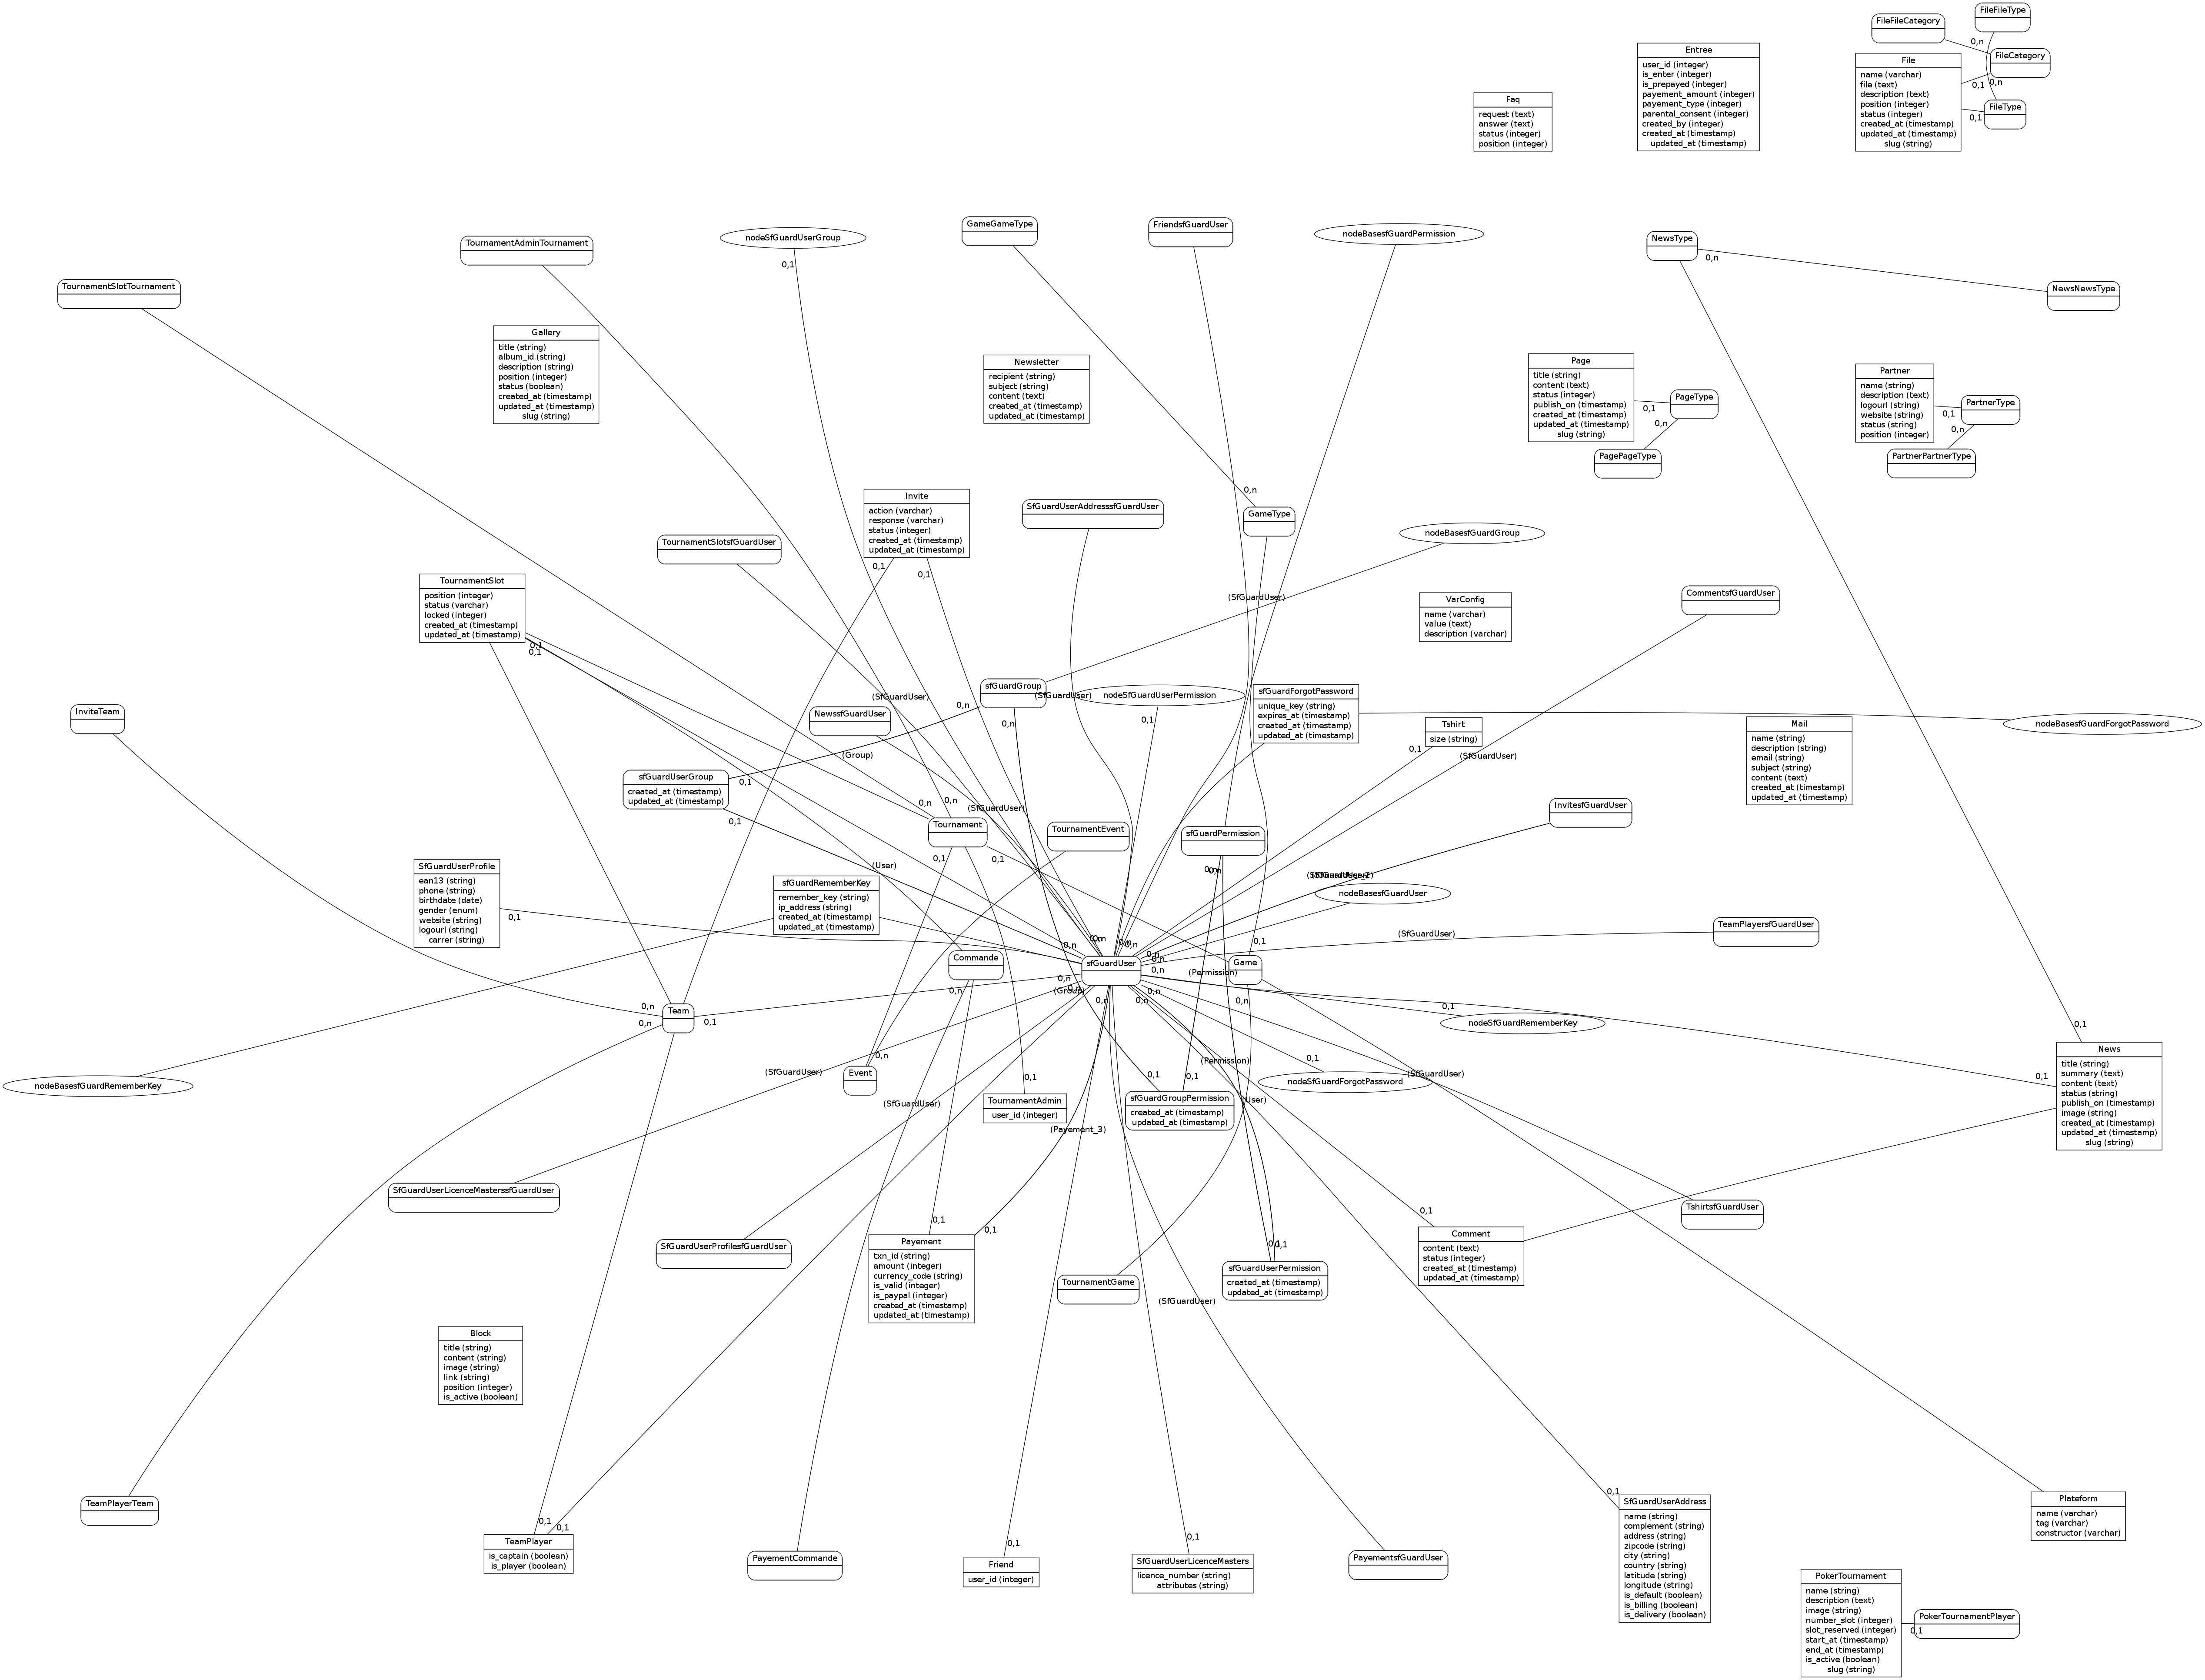 FileFileType
FileFileCategory
0,n
FileCategory
Entree
user_id (integer)
is_enter (integer)
is_prepayed (integer)
payement_amount (integer)
payement_type (integer)
parental_consent (integer)
created_by (integer)
created_at (timestamp)
updated_at (timestamp)
File
name (varchar)
file (text)
description (text)
position (integer)
status (integer)
created_at (timestamp)
updated_at (timestamp)
slug (string)
0,1
0,n
FileType
0,1
Faq
request (text)
answer (text)
status (integer)
position (integer)
TournamentAdminTournament
nodeSfGuardUserGroup
0,1
GameGameType
FriendsfGuardUser
nodeBasesfGuardPermission
NewsType
0,n
NewsNewsType
TournamentSlotTournament
Gallery
title (string)
album_id (string)
description (string)
position (integer)
status (boolean)
created_at (timestamp)
updated_at (timestamp)
slug (string)
Newsletter
recipient (string)
subject (string)
content (text)
created_at (timestamp)
updated_at (timestamp)
Page
title (string)
content (text)
status (integer)
publish_on (timestamp)
created_at (timestamp)
updated_at (timestamp)
slug (string)
0,1
PageType
0,n
PagePageType
Partner
name (string)
description (text)
logourl (string)
website (string)
status (string)
position (integer)
0,1
PartnerType
0,n
PartnerPartnerType
Invite
action (varchar)
response (varchar)
status (integer)
created_at (timestamp)
updated_at (timestamp)
0,1
0,1
SfGuardUserAddresssfGuardUser
0,n
GameType
nodeBasesfGuardGroup
TournamentSlotsfGuardUser
TournamentSlot
position (integer)
status (varchar)
locked (integer)
created_at (timestamp)
updated_at (timestamp)
0,1
0,1
(SfGuardUser)
VarConfig
name (varchar)
value (text)
description (varchar)
CommentsfGuardUser
InviteTeam
(SfGuardUser)
NewssfGuardUser
sfGuardGroup
0,n
0,n
(SfGuardUser)
nodeSfGuardUserPermission
0,1
sfGuardForgotPassword
unique_key (string)
expires_at (timestamp)
created_at (timestamp)
updated_at (timestamp)
Tshirt
size (string)
0,1
(SfGuardUser)
Mail
name (string)
description (string)
email (string)
subject (string)
content (text)
created_at (timestamp)
updated_at (timestamp)
nodeBasesfGuardForgotPassword
(Group)
sfGuardUserGroup
created_at (timestamp)
updated_at (timestamp)
0,1
0,1
0,n
0,n
(SfGuardUser)
Tournament
0,1
TournamentEvent
sfGuardPermission
InvitesfGuardUser
SfGuardUserProfile
ean13 (string)
phone (string)
birthdate (date)
gender (enum)
website (string)
logourl (string)
carrer (string)
0,1
(User)
0,1
sfGuardRememberKey
remember_key (string)
ip_address (string)
created_at (timestamp)
updated_at (timestamp)
0,n
nodeBasesfGuardUser
TeamPlayersfGuardUser
(SfGuardUser)
0,n
0,n
0,n
0,n
0,n
0,n
0,1
Commande
sfGuardUser
(Permission)
Game
0,n
0,n
(Group)
0,n
0,n
0,n
0,n
0,n
0,n
Team
0,n
0,1
0,1
nodeSfGuardRememberKey
0,1
News
title (string)
summary (text)
content (text)
status (string)
publish_on (timestamp)
image (string)
created_at (timestamp)
updated_at (timestamp)
slug (string)
0,1
nodeBasesfGuardRememberKey
(SfGuardUser)
0,n
Event
0,1
TournamentAdmin
user_id (integer)
0,1
0,1
sfGuardGroupPermission
created_at (timestamp)
updated_at (timestamp)
(Permission)
0,1
nodeSfGuardForgotPassword
(SfGuardUser)
(SfGuardUser)
(User)
(Payement_3)
SfGuardUserLicenceMasterssfGuardUser
SfGuardUserProfilesfGuardUser
0,1
0,1
Payement
txn_id (string)
amount (integer)
currency_code (string)
is_valid (integer)
is_paypal (integer)
created_at (timestamp)
updated_at (timestamp)
TournamentGame
0,1
sfGuardUserPermission
created_at (timestamp)
updated_at (timestamp)
0,1
Comment
content (text)
status (integer)
created_at (timestamp)
updated_at (timestamp)
TshirtsfGuardUser
(SfGuardUser)
Block
title (string)
content (string)
image (string)
link (string)
position (integer)
is_active (boolean)
TeamPlayerTeam
0,1
0,1
TeamPlayer
is_captain (boolean)
is_player (boolean)
PayementCommande
0,1
Friend
user_id (integer)
0,1
SfGuardUserLicenceMasters
licence_number (string)
attributes (string)
PayementsfGuardUser
0,1
SfGuardUserAddress
name (string)
complement (string)
address (string)
zipcode (string)
city (string)
country (string)
latitude (string)
longitude (string)
is_default (boolean)
is_billing (boolean)
is_delivery (boolean)
Plateform
name (varchar)
tag (varchar)
constructor (varchar)
PokerTournament
name (string)
description (text)
image (string)
number_slot (integer)
slot_reserved (integer)
start_at (timestamp)
end_at (timestamp)
is_active (boolean)
slug (string)
0,1
PokerTournamentPlayer